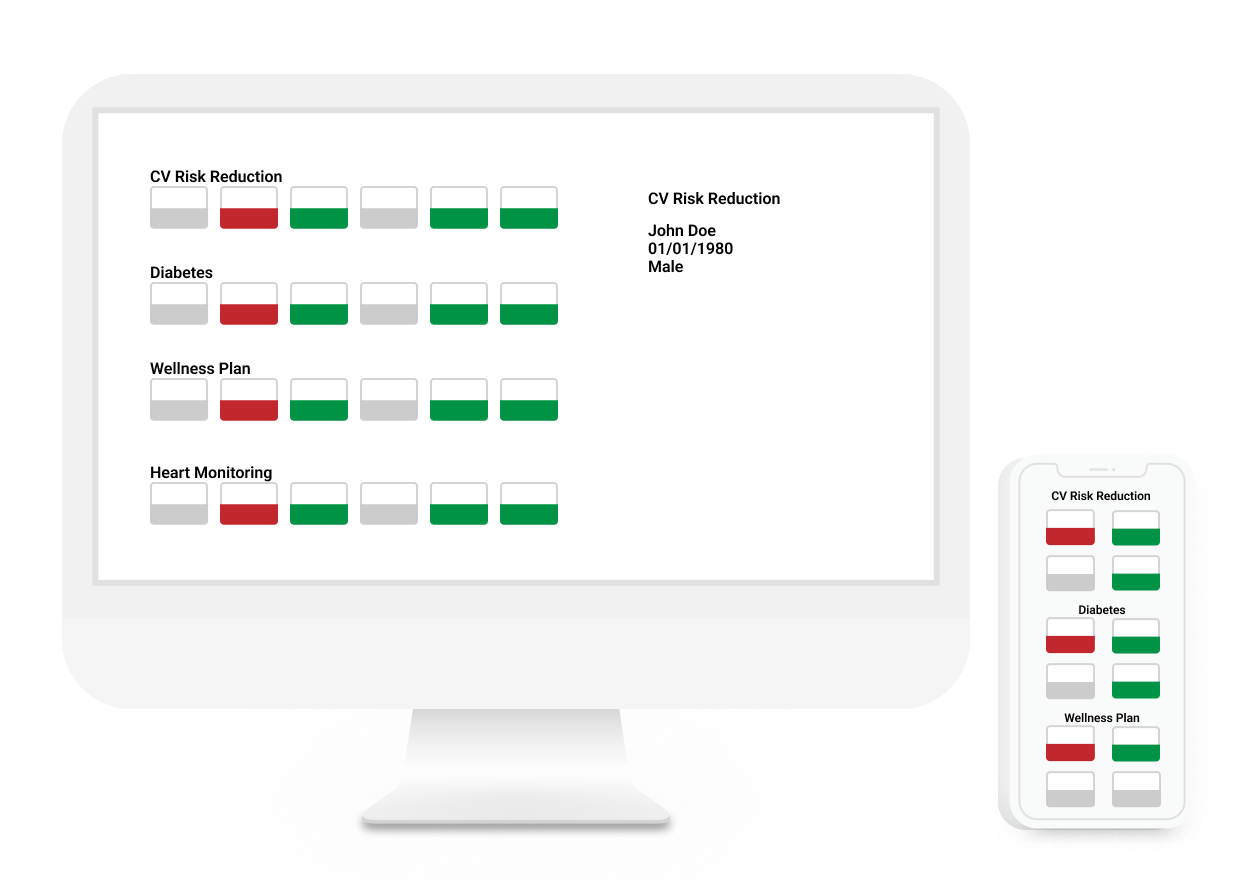 CV Risk Reduction
Diabetes
Wellness Plan
Heart Monitoring
CV Risk Reduction
John Doe
01/01/1980
Male
CV Risk Reduction
Diabetes
Wellness Plan